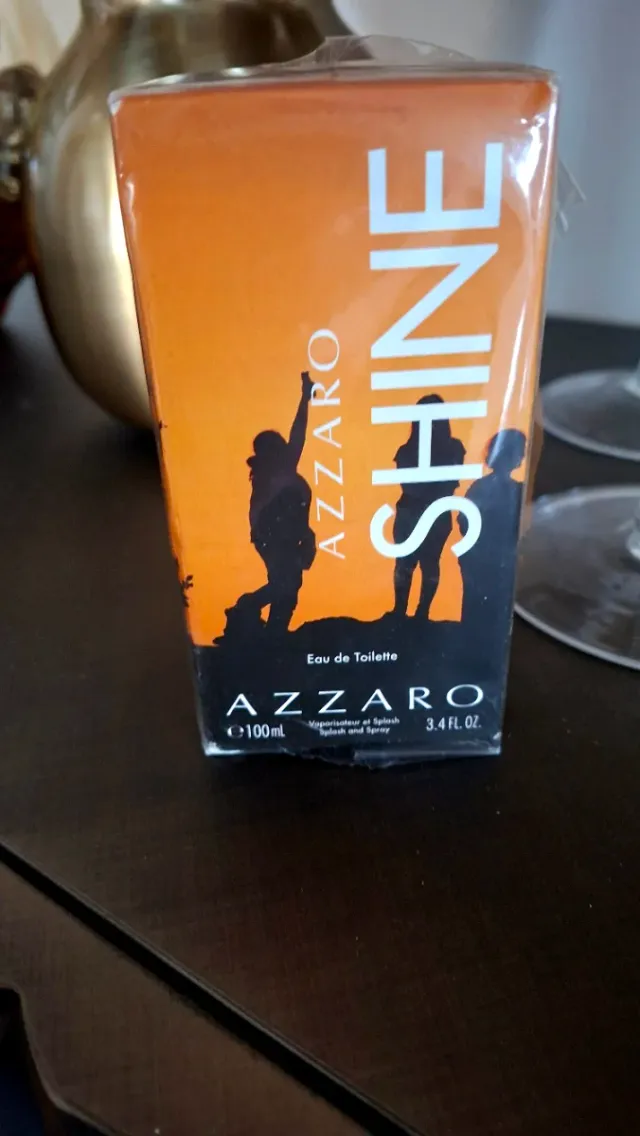 AZZARO
SHINE
Eau de Toilette
AZZARO
℮100mL
Vaporisateur et Splash
Splash and Spray
3.4 FL. OZ.